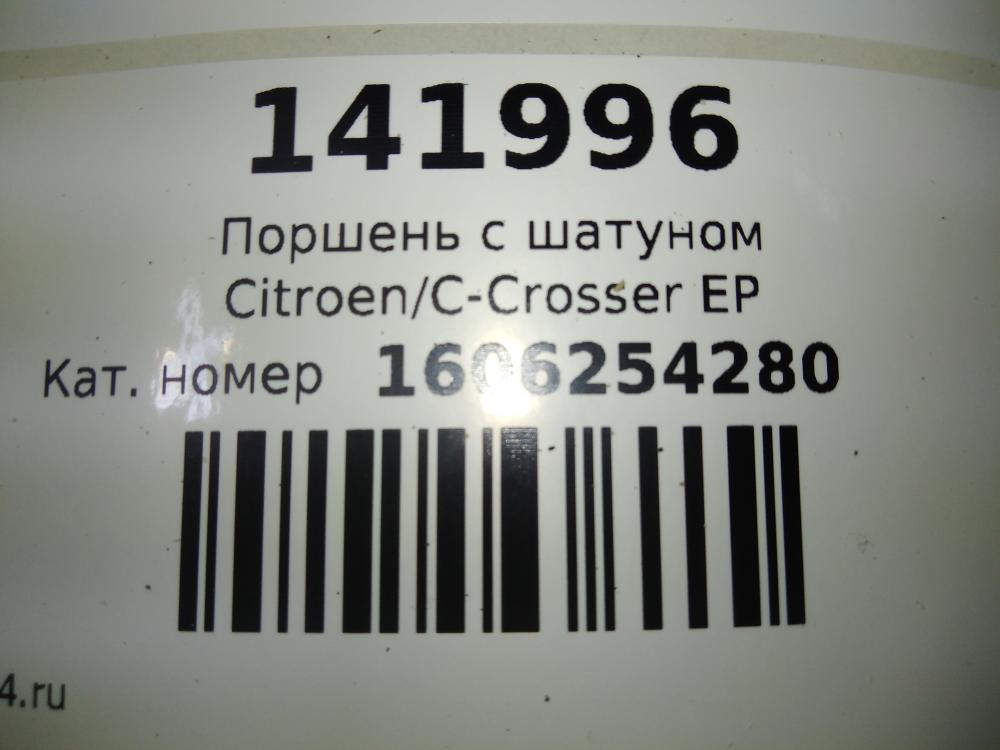 141996
Поршень с шатуном
Citroen/C-Crosser EP
Кат. номер 1606254280
4.ru